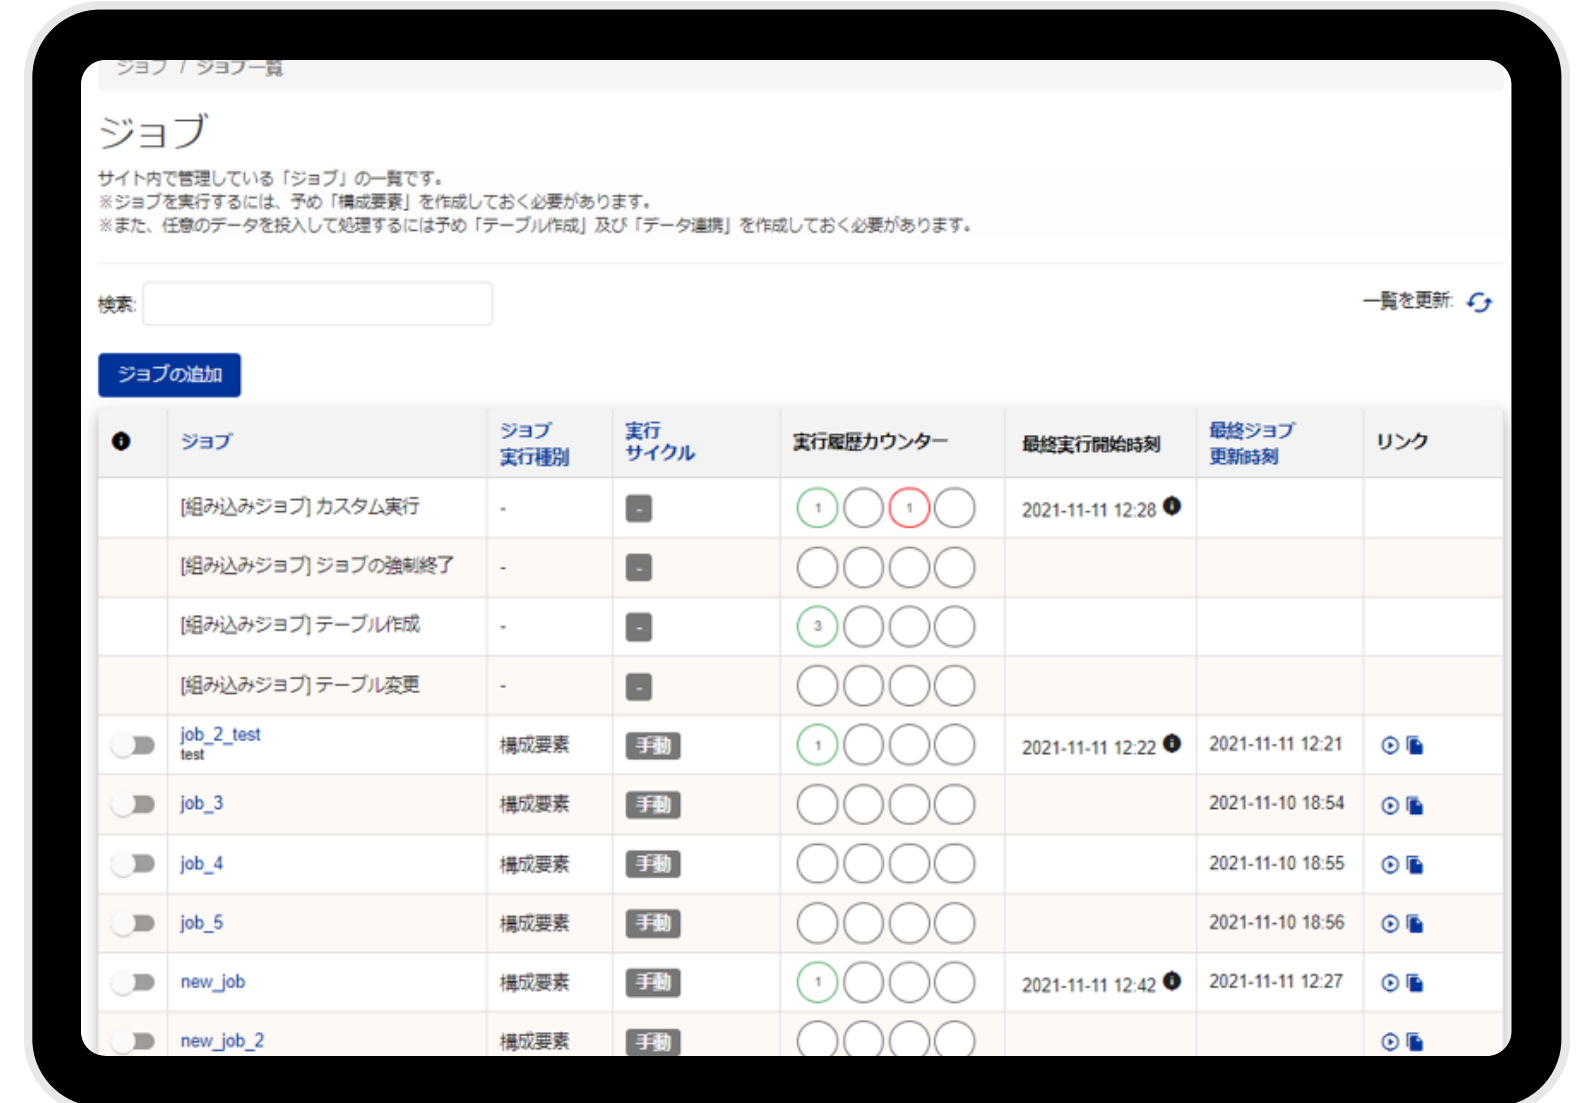 ジョブ / ジョブ一覧
ジョブ
サイト内で管理している「ジョブ」の一覧です。
※ジョブを実行するには、予め「構成要素」を作成しておく必要があります。
※また、任意のデータを投入して処理するには予め「テーブル作成」及び「データ連携」を作成しておく必要があります。
検索:
一覧を更新:
ジョブの追加
ジョブ ジョブ実行種別 実行サイクル 実行履歴カウンター 最終実行開始時刻 最終ジョブ更新時刻 リンク
[組み込みジョブ] カスタム実行 - - 1 1 2021-11-11 12:28
[組み込みジョブ] ジョブの強制終了 - -
[組み込みジョブ] テーブル作成 - - 3
[組み込みジョブ] テーブル変更 - -
job_2_test 構成要素 手動 1 2021-11-11 12:22 2021-11-11 12:21
test
job_3 構成要素 手動 2021-11-10 18:54
job_4 構成要素 手動 2021-11-10 18:55
job_5 構成要素 手動 2021-11-10 18:56
new_job 構成要素 手動 1 2021-11-11 12:42 2021-11-11 12:27
new_job_2 構成要素 手動